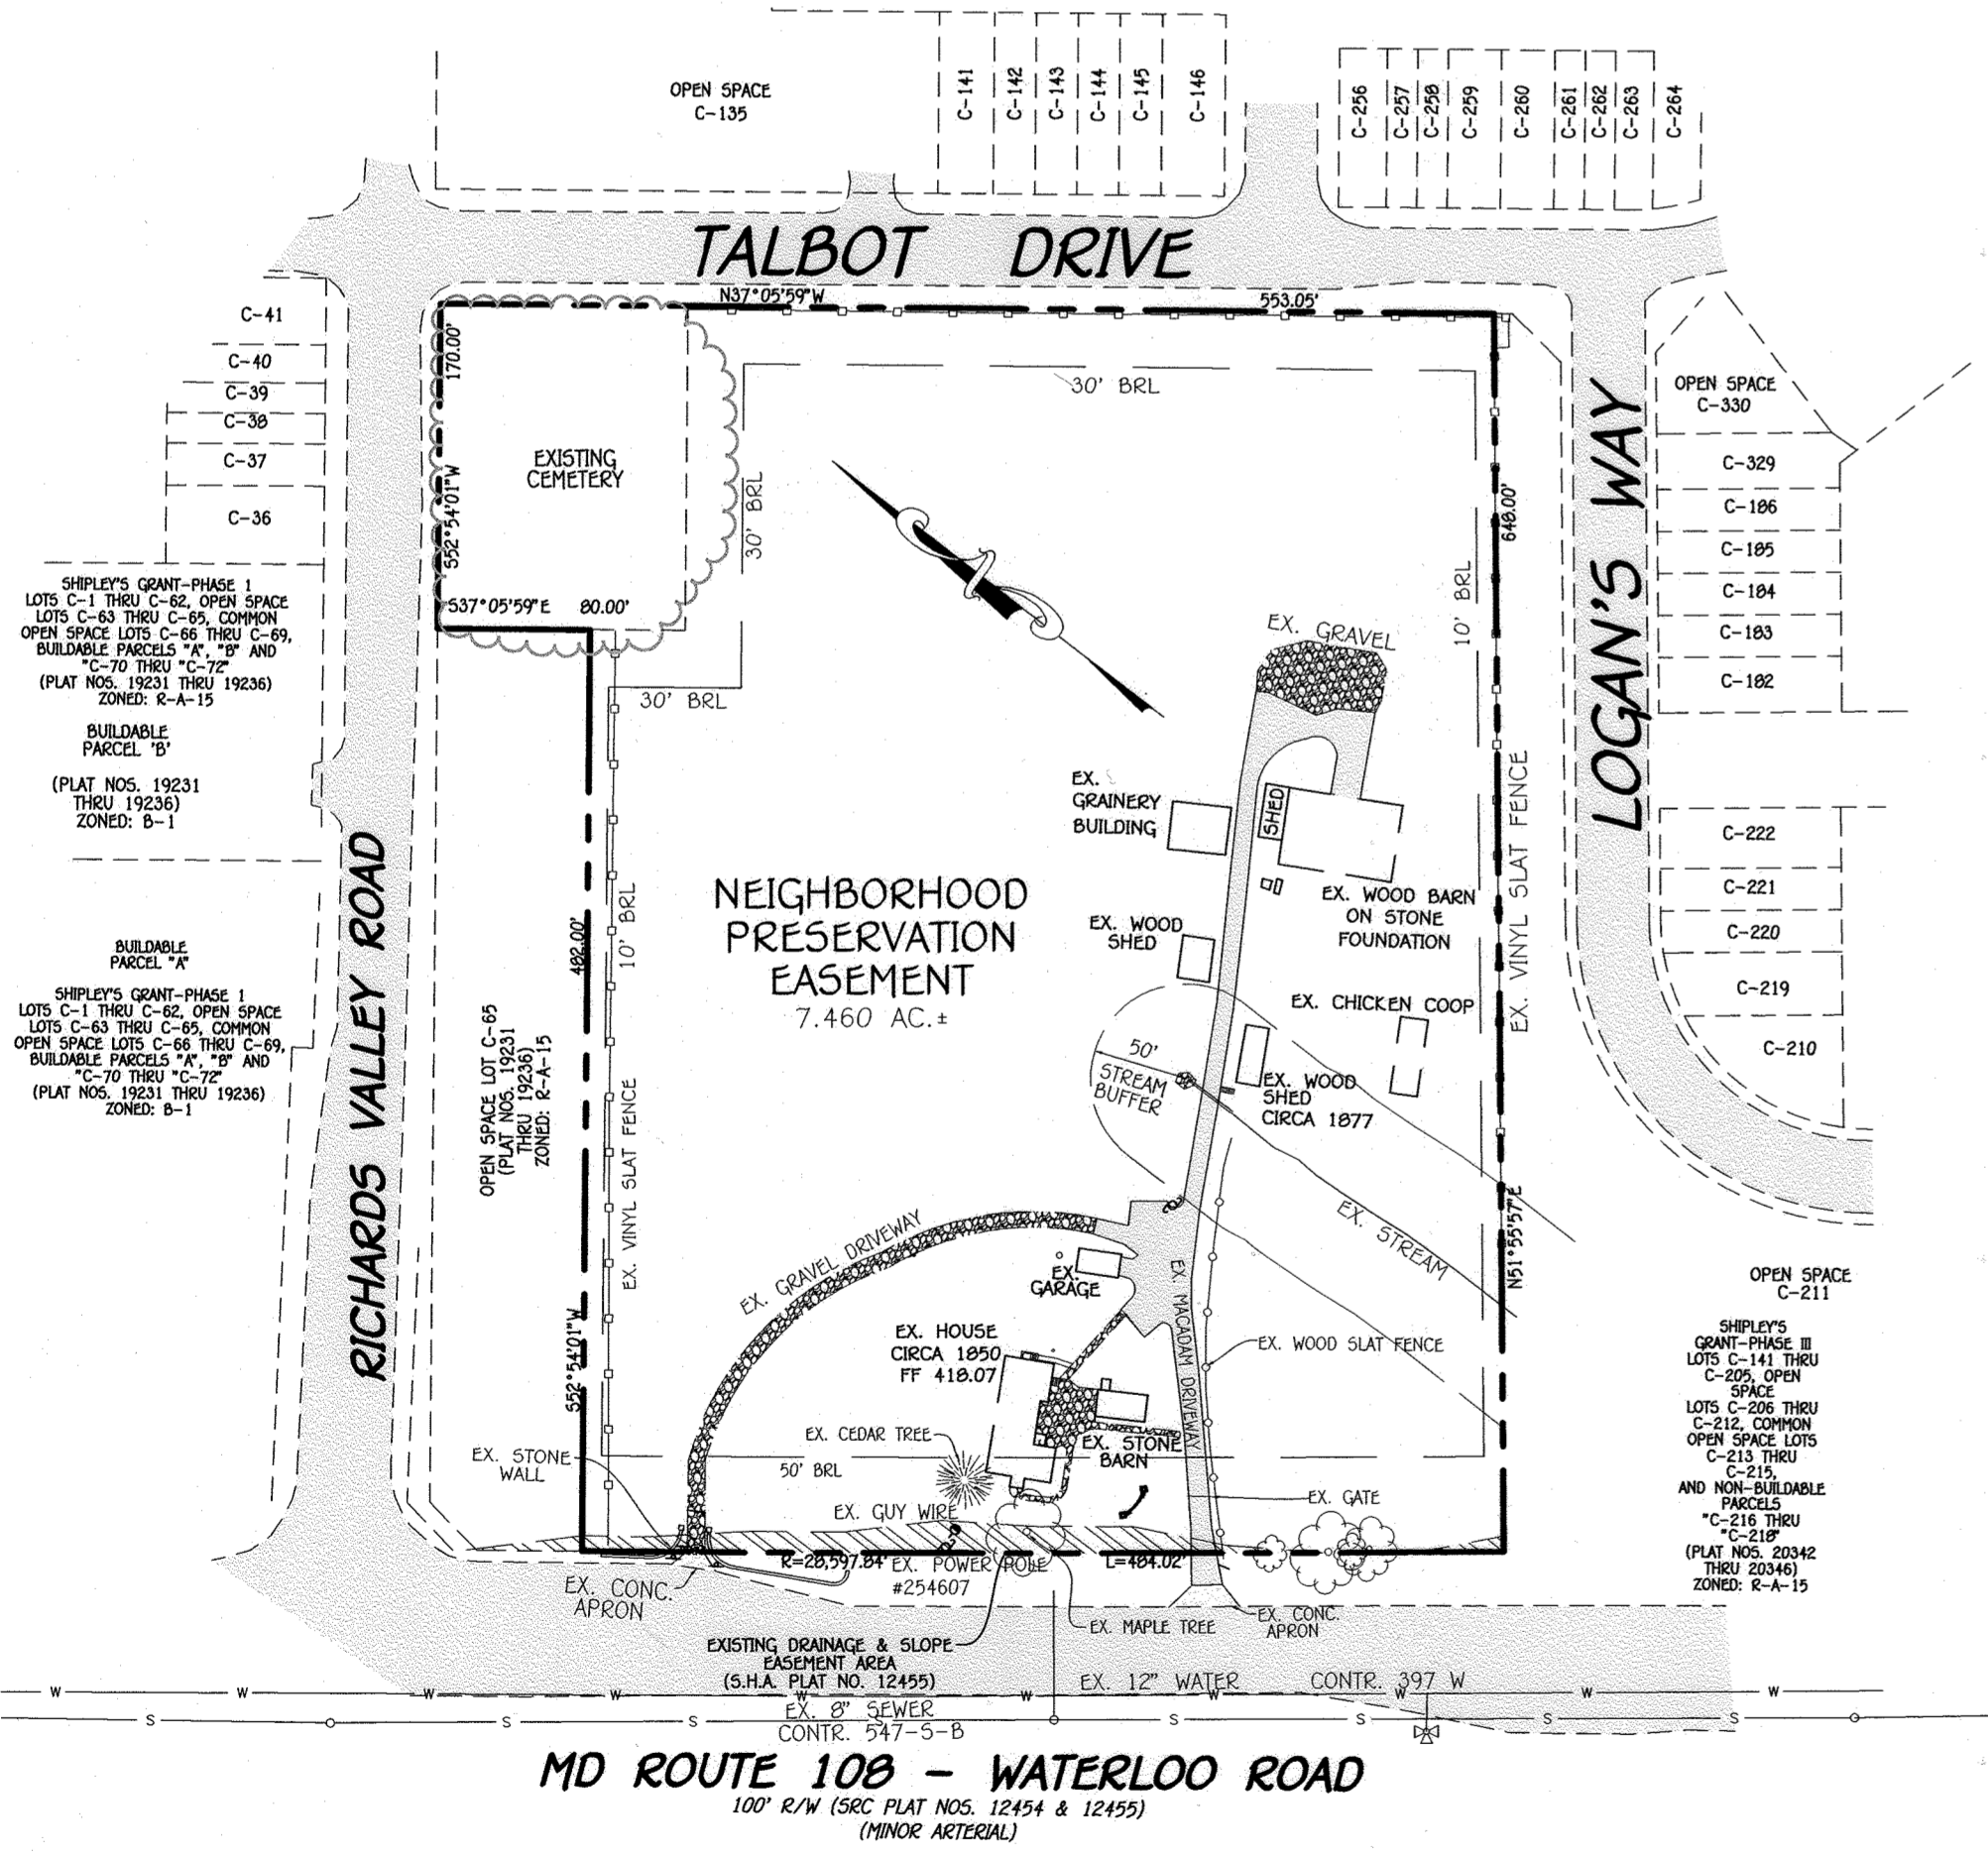 OPEN SPACE
C-135
C-141
C-142
C-143
C-144
C-145
C-146
C-256
C-257
C-258
C-259
C-260
C-261
C-262
C-263
C-264
TALBOT DRIVE
N37°05'59"W
553.05'
C-41
C-40
C-39
C-38
C-37
C-36
170.00'
S52°54'01"W
EXISTING
CEMETERY
S37°05'59"E 80.00'
30' BRL
30' BRL
30' BRL
10' BRL
648.00'
LOGAN'S WAY
OPEN SPACE
C-330
C-329
C-186
C-185
C-184
C-183
C-182
C-222
C-221
C-220
C-219
C-210
SHIPLEY'S GRANT-PHASE 1
LOTS C-1 THRU C-62, OPEN SPACE
LOTS C-63 THRU C-65, COMMON
OPEN SPACE LOTS C-66 THRU C-69,
BUILDABLE PARCELS "A", "B" AND
"C-70 THRU "C-72"
(PLAT NOS. 19231 THRU 19236)
ZONED: R-A-15
BUILDABLE
PARCEL 'B'
(PLAT NOS. 19231
THRU 19236)
ZONED: B-1
BUILDABLE
PARCEL "A"
SHIPLEY'S GRANT-PHASE 1
LOTS C-1 THRU C-62, OPEN SPACE
LOTS C-63 THRU C-65, COMMON
OPEN SPACE LOTS C-66 THRU C-69,
BUILDABLE PARCELS "A", "B" AND
"C-70 THRU "C-72"
(PLAT NOS. 19231 THRU 19236)
ZONED: B-1
RICHARDS VALLEY ROAD
OPEN SPACE LOT C-65
(PLAT NOS. 19231
THRU 19236)
ZONED: R-A-15
482.00'
S52°54'01"W
10' BRL
EX. VINYL SLAT FENCE
NEIGHBORHOOD
PRESERVATION
EASEMENT
7.460 AC.±
EX. GRAVEL
EX.
GRAINERY
BUILDING
SHED
EX. WOOD BARN
ON STONE
FOUNDATION
EX. WOOD
SHED
EX. CHICKEN COOP
50'
STREAM
BUFFER
EX. WOOD
SHED
CIRCA 1877
EX. VINYL SLAT FENCE
N51°55'57"E
EX. STREAM
EX. GRAVEL DRIVEWAY
EX.
GARAGE
EX. MACADAM DRIVEWAY
EX. HOUSE
CIRCA 1850
FF 418.07
EX. WOOD SLAT FENCE
EX. CEDAR TREE
EX. STONE
BARN
EX. STONE
WALL
50' BRL
EX. GUY WIRE
EX. GATE
R=28,597.84'
EX. POWER POLE
#254607
L=484.02'
EX. CONC.
APRON
EX. MAPLE TREE
EX. CONC.
APRON
EXISTING DRAINAGE & SLOPE
EASEMENT AREA
(S.H.A. PLAT NO. 12455)
OPEN SPACE
C-211
SHIPLEY'S
GRANT-PHASE III
LOTS C-141 THRU
C-205, OPEN
SPACE
LOTS C-206 THRU
C-212, COMMON
OPEN SPACE LOTS
C-213 THRU
C-215,
AND NON-BUILDABLE
PARCELS
"C-216 THRU
"C-218"
(PLAT NOS. 20342
THRU 20346)
ZONED: R-A-15
EX. 12" WATER CONTR. 397 W
W W W W W W W W W W
EX. 8" SEWER
S S S S S S S S S
CONTR. 547-S-B
MD ROUTE 108 - WATERLOO ROAD
100' R/W (SRC PLAT NOS. 12454 & 12455)
(MINOR ARTERIAL)